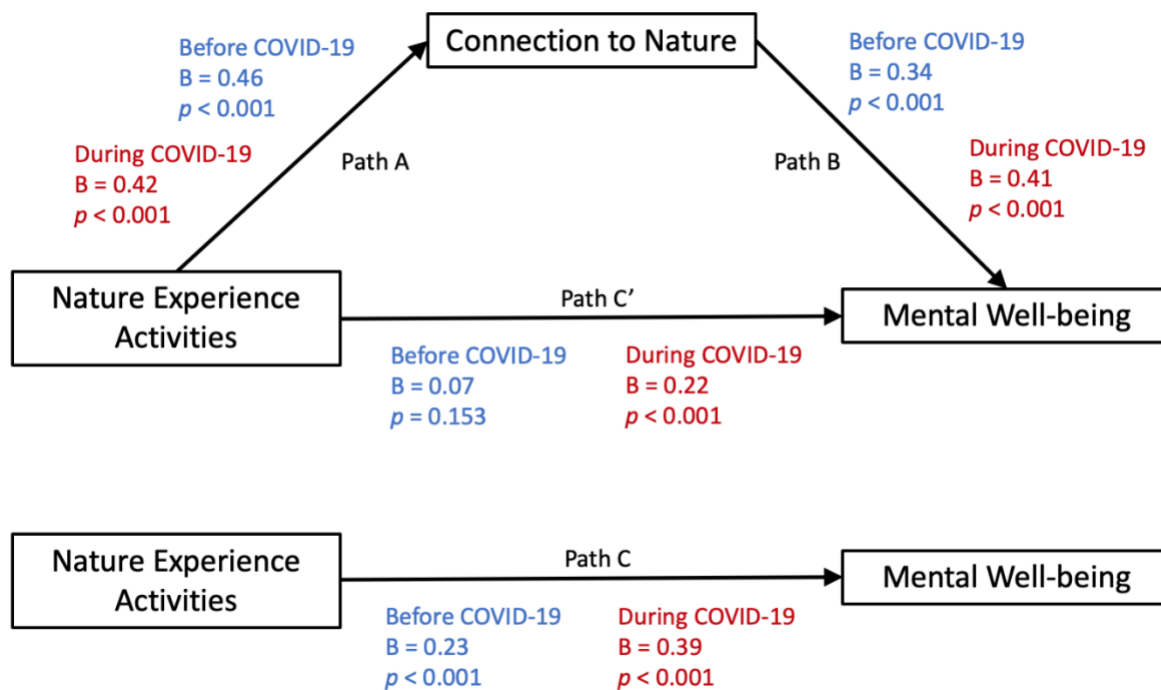 Connection to Nature
Before COVID-19
B = 0.46
p < 0.001
Before COVID-19
B = 0.34
p < 0.001
During COVID-19
B = 0.42
p < 0.001
Path A
Path B
During COVID-19
B = 0.41
p < 0.001
Nature Experience
Activities
Path C’
Mental Well-being
Before COVID-19
B = 0.07
p = 0.153
During COVID-19
B = 0.22
p < 0.001
Nature Experience
Activities
Path C
Mental Well-being
Before COVID-19
B = 0.23
p < 0.001
During COVID-19
B = 0.39
p < 0.001